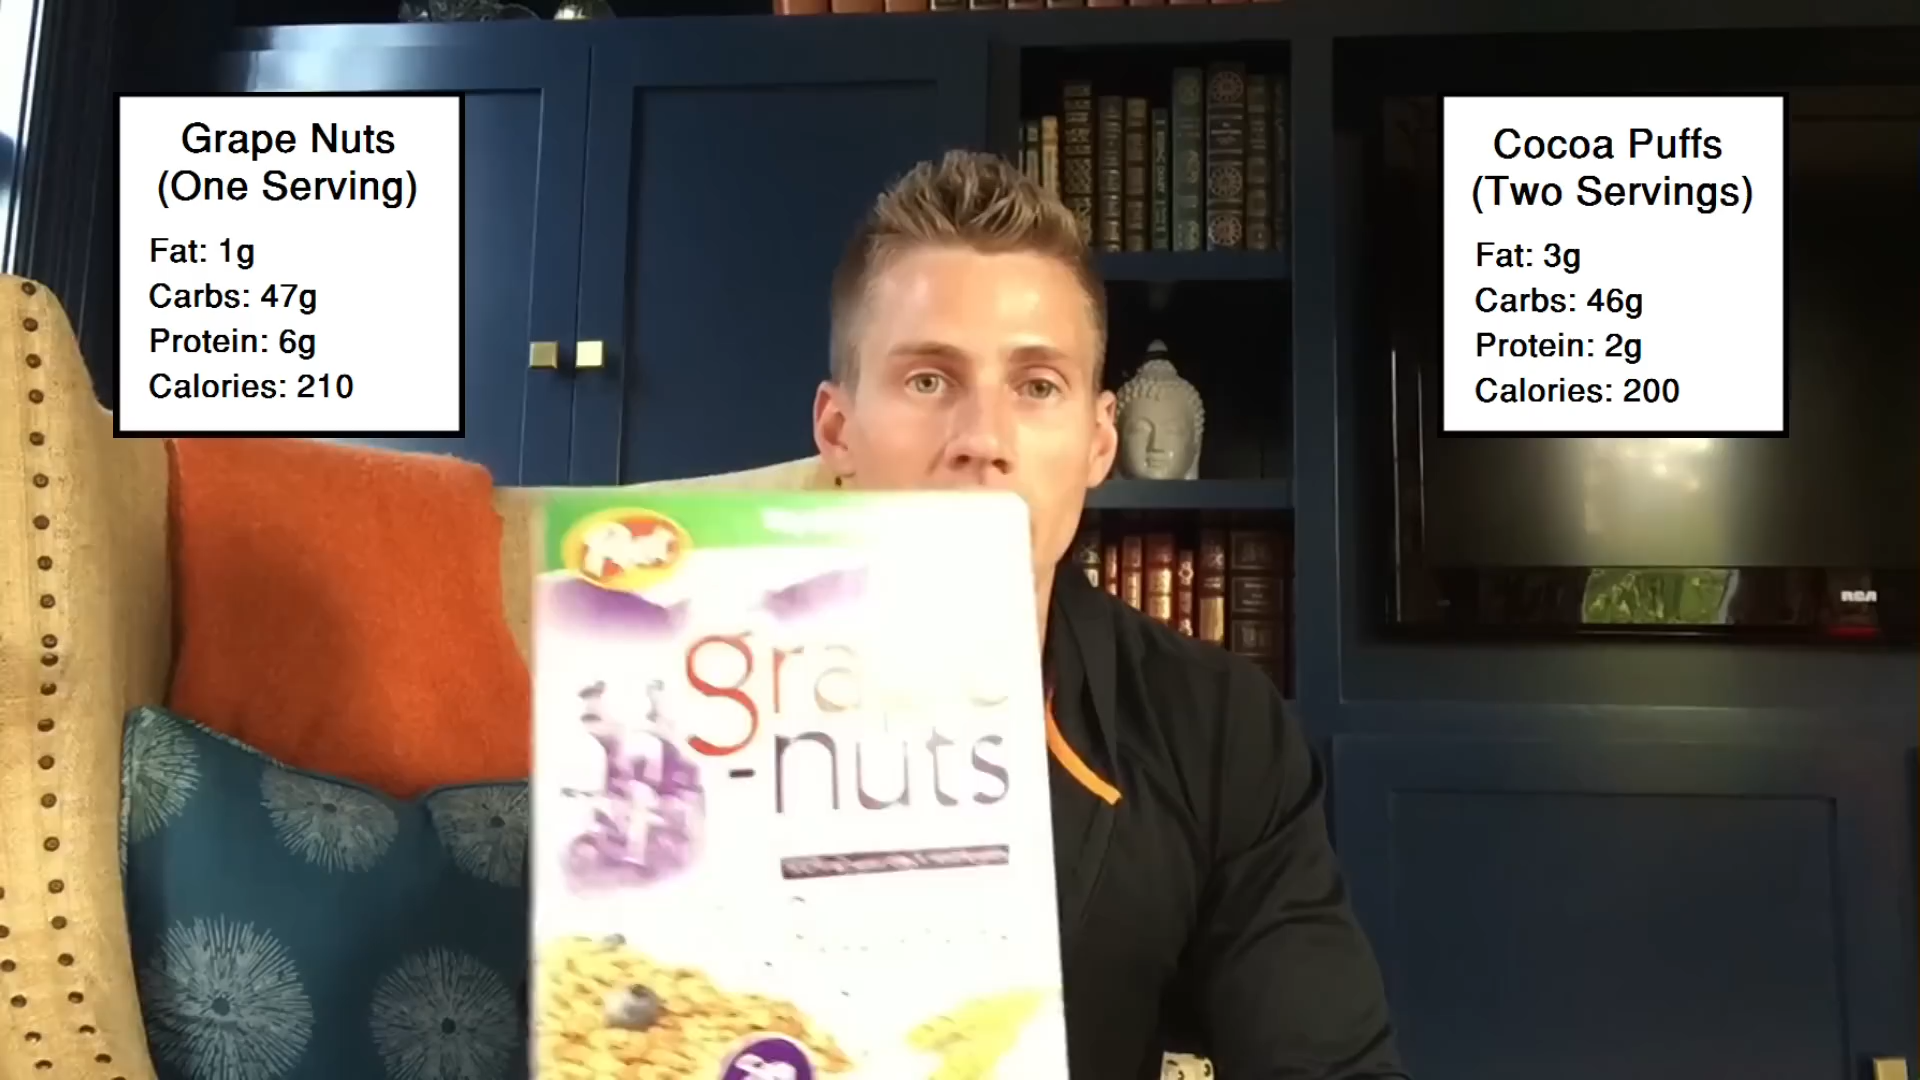 Grape Nuts
(One Serving)
Fat: 1g
Carbs: 47g
Protein: 6g
Calories: 210
Cocoa Puffs
(Two Servings)
Fat: 3g
Carbs: 46g
Protein: 2g
Calories: 200
Post
-nuts
RCA